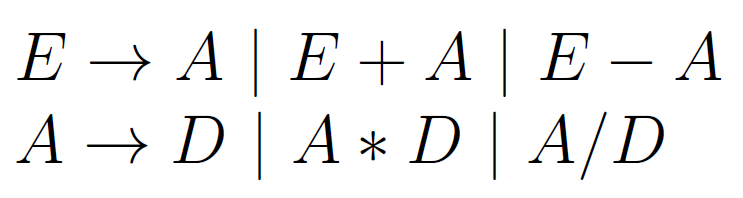 E → A | E + A | E − A
A → D | A ∗ D | A/D